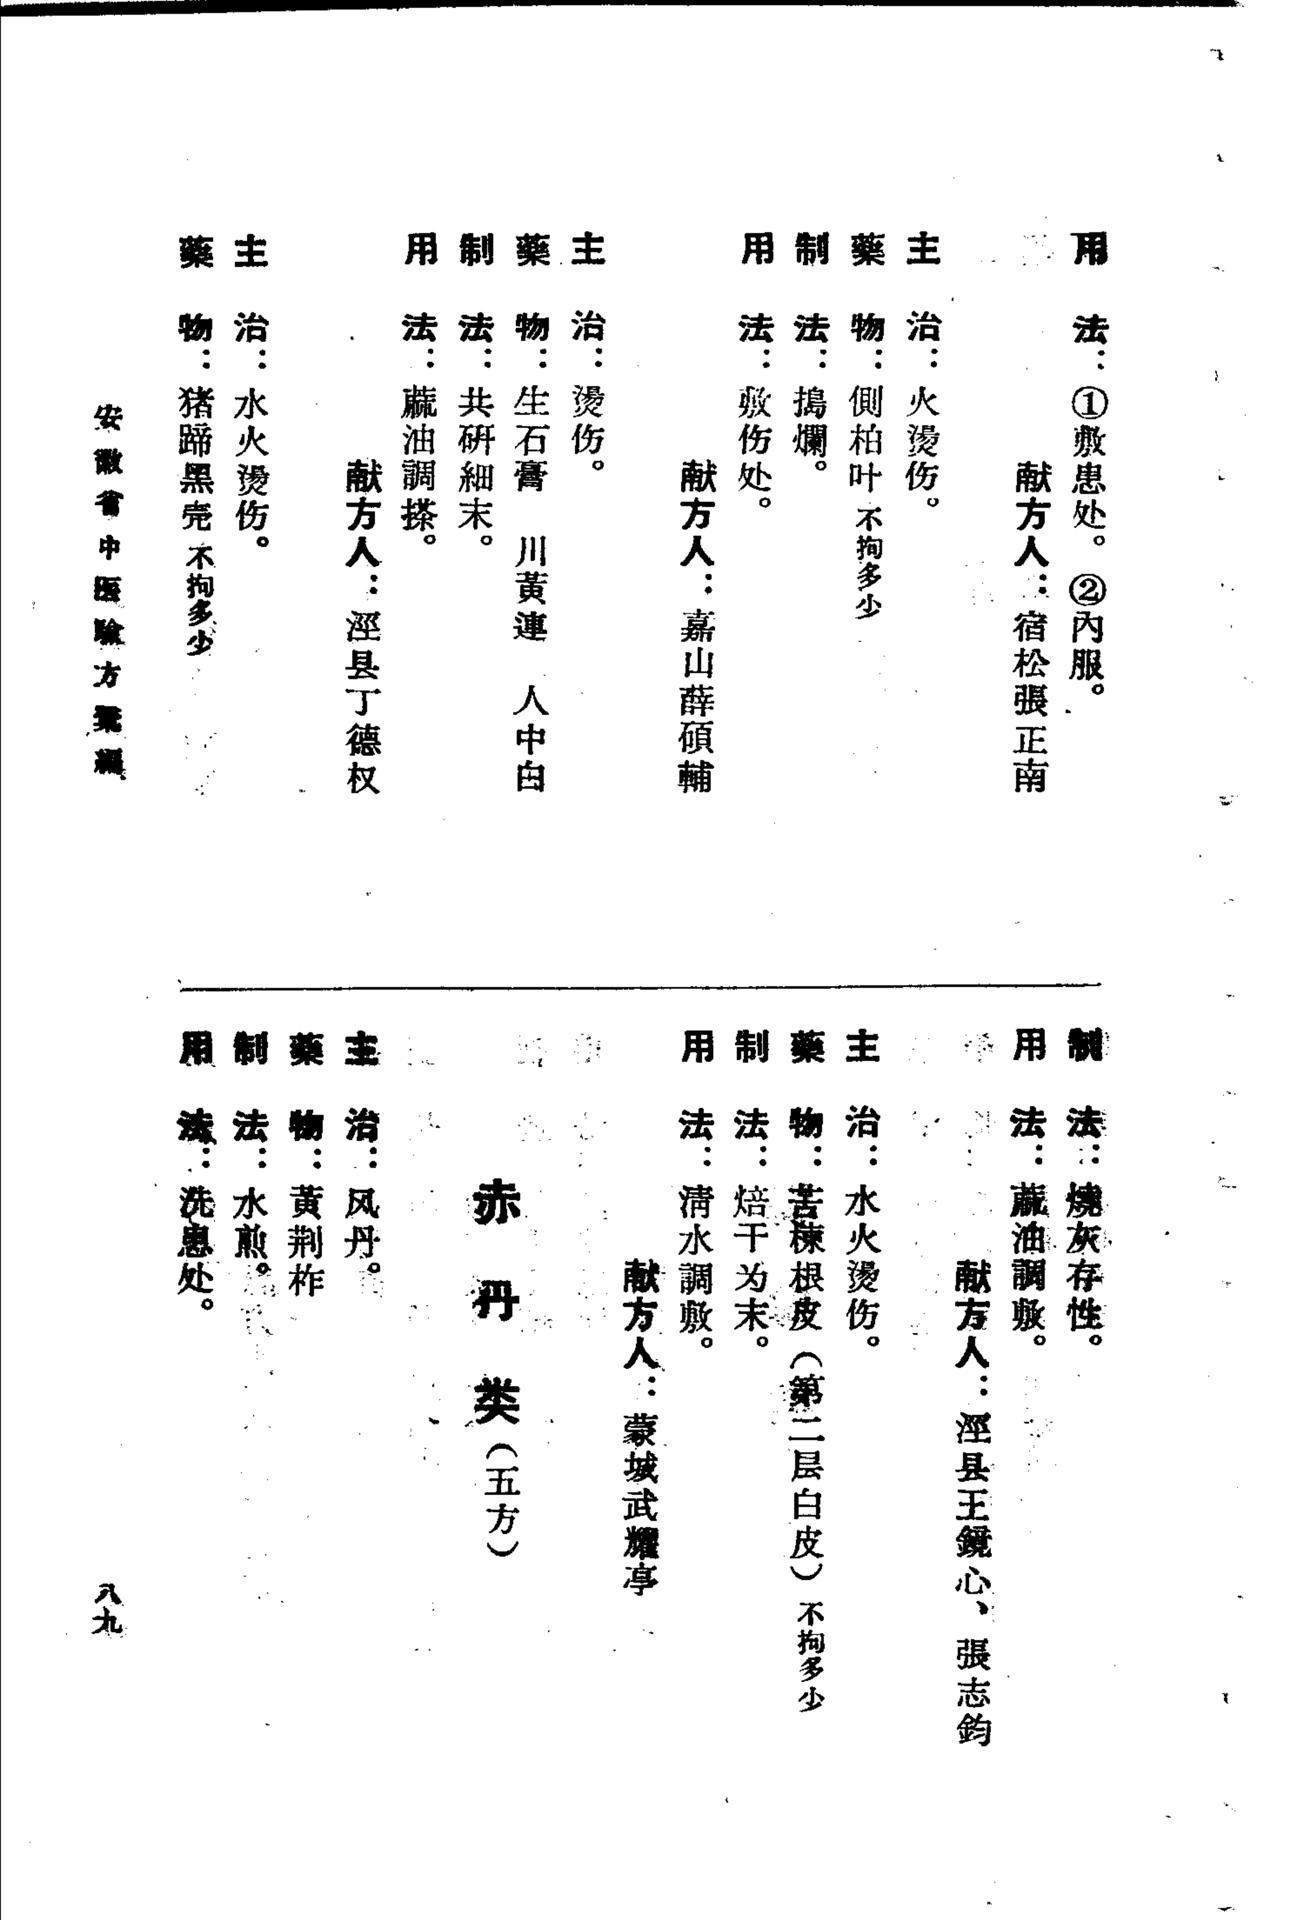 用　法：①敷患处。②內服。
献方人：宿松張正南
主　治：火燙伤。
藥　物：側柏叶 不拘多少
制　法：搗爛。
用　法：敷伤处。
献方人：嘉山薛碩輔
主　治：燙伤。
藥　物：生石膏　川黃連　人中白
制　法：共研細末。
用　法：蔴油調搽。
献方人：涇县丁德权
主　治：水火燙伤。
藥　物：猪蹄黑壳 不拘多少
制　法：燒灰存性。
用　法：蔴油調敷。
献方人：涇县王鏡心、張志鈞
主　治：水火燙伤。
藥　物：苦楝根皮（第二层白皮）不拘多少
制　法：焙干为末。
用　法：清水調敷。
献方人：蒙城武耀亭
赤丹类（五方）
主　治：风丹。
藥　物：黄荆柞
制　法：水煎。
用　法：洗患处。
安徽省中医驗方彙編
八九